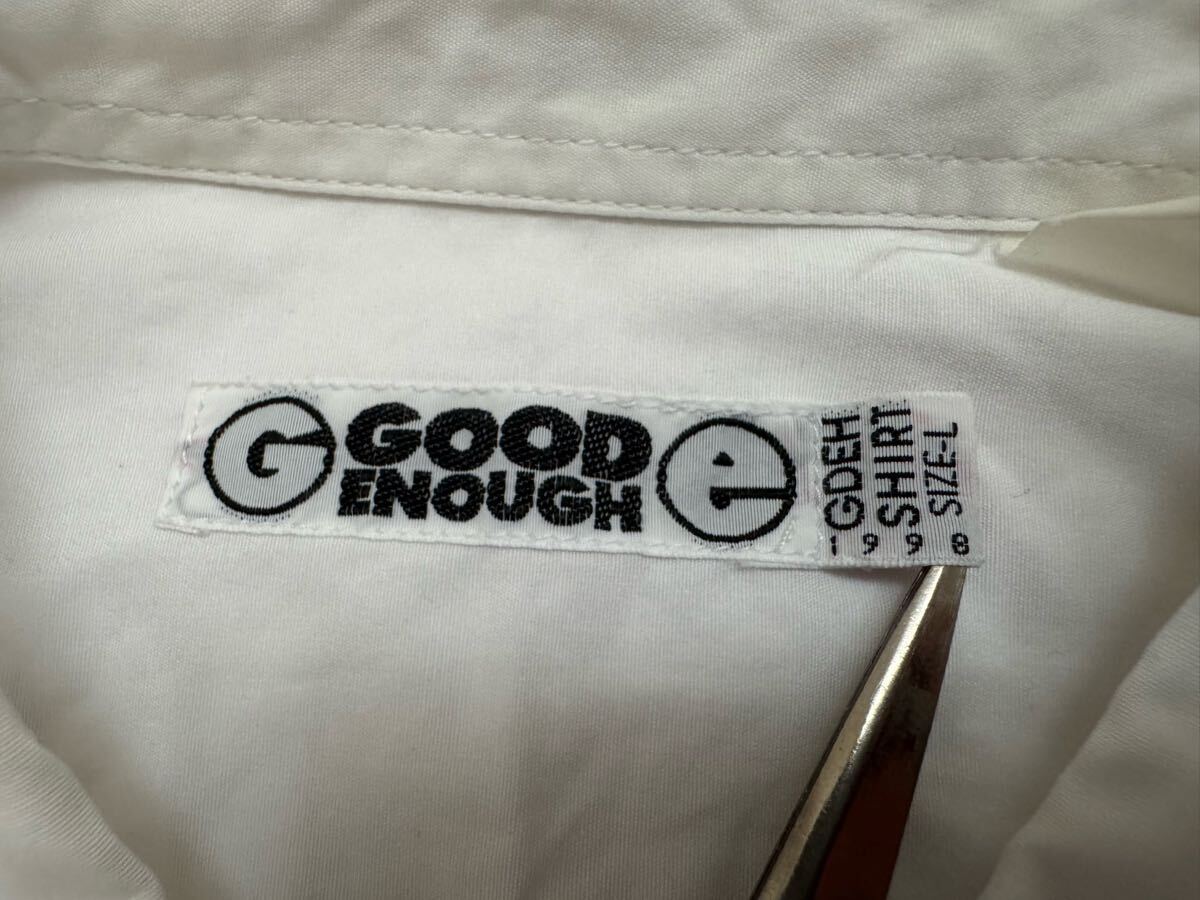 G GOOD ENOUGH e
GDEH
SHIRT
SIZE-L
1998